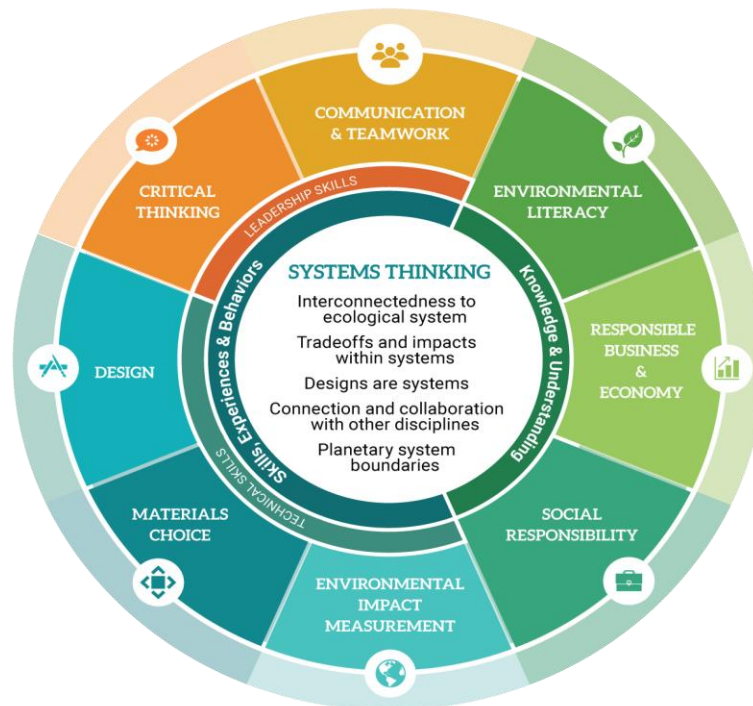 COMMUNICATION
& TEAMWORK
CRITICAL
THINKING
ENVIRONMENTAL
LITERACY
LEADERSHIP SKILLS
Skills, Experiences & Behaviors
Knowledge & Understanding
SYSTEMS THINKING
Interconnectedness to
ecological system
Tradeoffs and impacts
within systems
Designs are systems
Connection and collaboration
with other disciplines
Planetary system
boundaries
RESPONSIBLE
BUSINESS
&
ECONOMY
DESIGN
TECHNICAL SKILLS
MATERIALS
CHOICE
SOCIAL
RESPONSIBILITY
ENVIRONMENTAL
IMPACT
MEASUREMENT